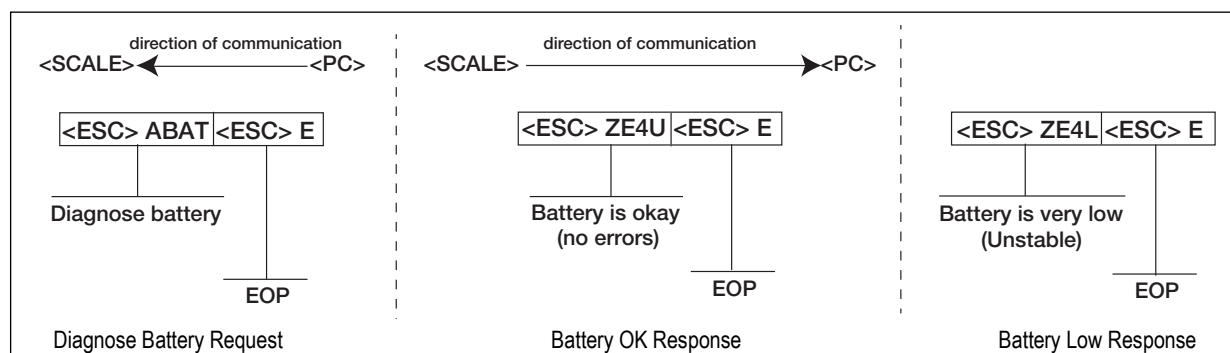 direction of communication
<SCALE> <PC>
<ESC> ABAT <ESC> E
Diagnose battery
EOP
Diagnose Battery Request
direction of communication
<SCALE> <PC>
<ESC> ZE4U <ESC> E
Battery is okay
(no errors)
EOP
Battery OK Response
<ESC> ZE4L <ESC> E
Battery is very low
(Unstable)
EOP
Battery Low Response